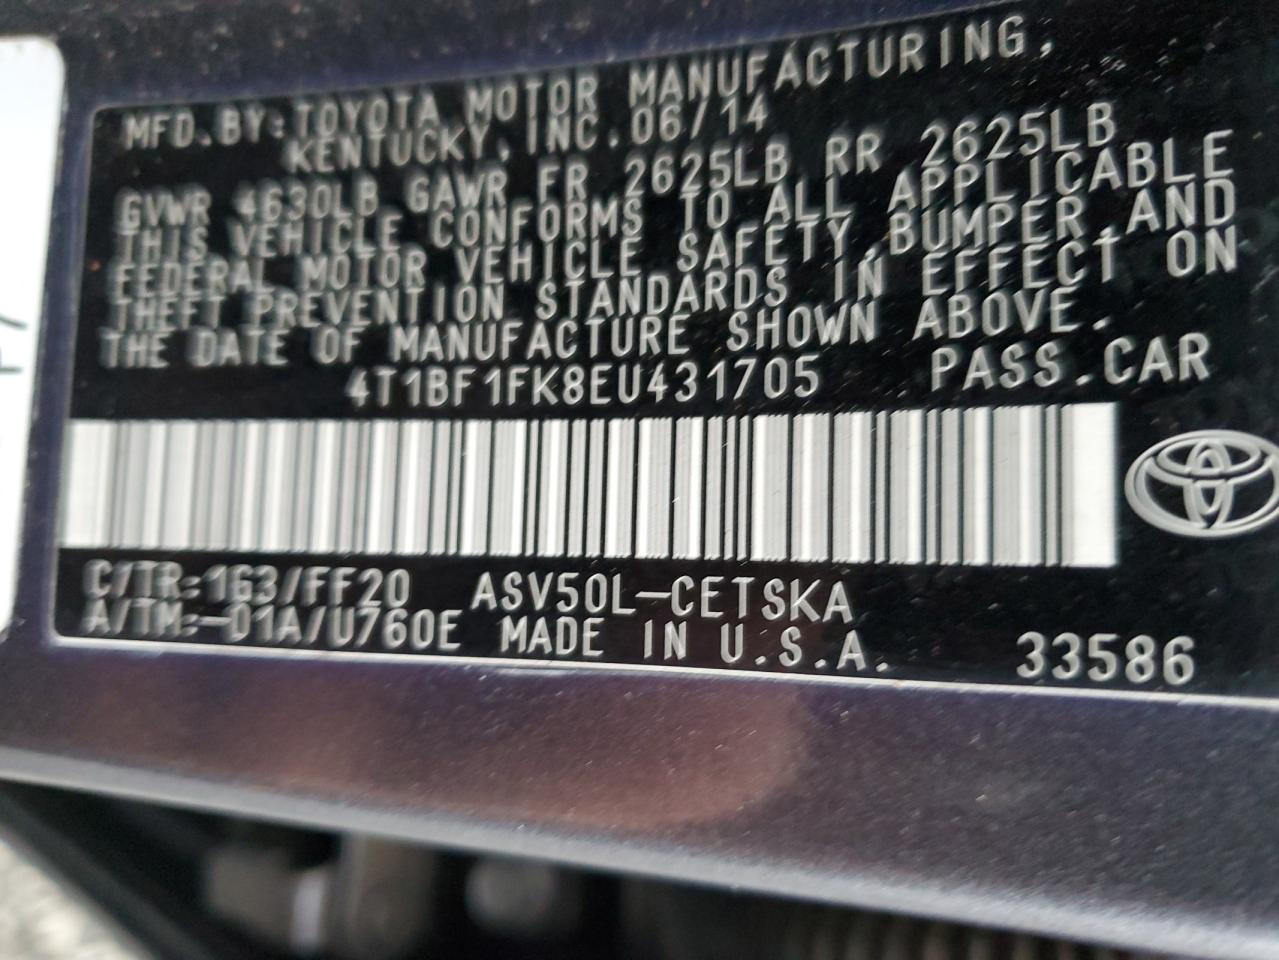 MFD.BY:TOYOTA MOTOR MANUFACTURING,
KENTUCKY, INC. 06/14
GVWR 4630LB GAWR FR 2625LB RR 2625LB
THIS VEHICLE CONFORMS TO ALL APPLICABLE
FEDERAL MOTOR VEHICLE SAFETY,BUMPER,AND
THEFT PREVENTION STANDARDS IN EFFECT ON
THE DATE OF MANUFACTURE SHOWN ABOVE.
4T1BF1FK8EU431705 PASS.CAR
C/TR:163/FF20 ASV50L-CETSKA
A/TM:-01A/U760E MADE IN U.S.A. 33586